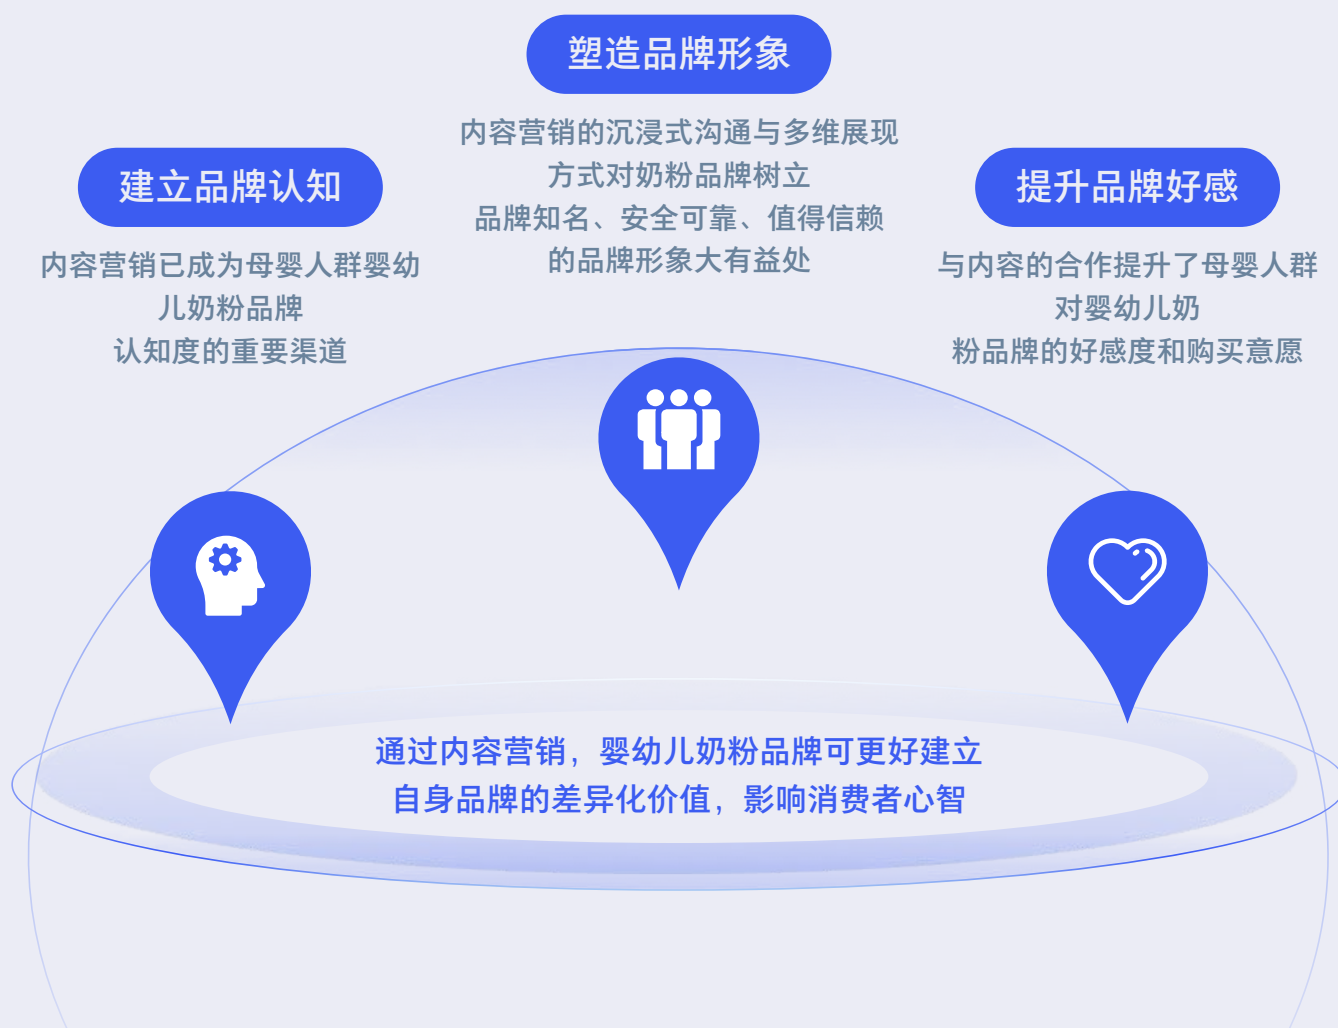 塑造品牌形象
内容营销的沉浸式沟通与多维展现
方式对奶粉品牌树立
品牌知名、安全可靠、值得信赖
的品牌形象大有益处
建立品牌认知
内容营销已成为母婴人群婴幼
儿奶粉品牌
认知度的重要渠道
提升品牌好感
与内容的合作提升了母婴人群
对婴幼儿奶
粉品牌的好感度和购买意愿
通过内容营销，婴幼儿奶粉品牌可更好建立
自身品牌的差异化价值，影响消费者心智